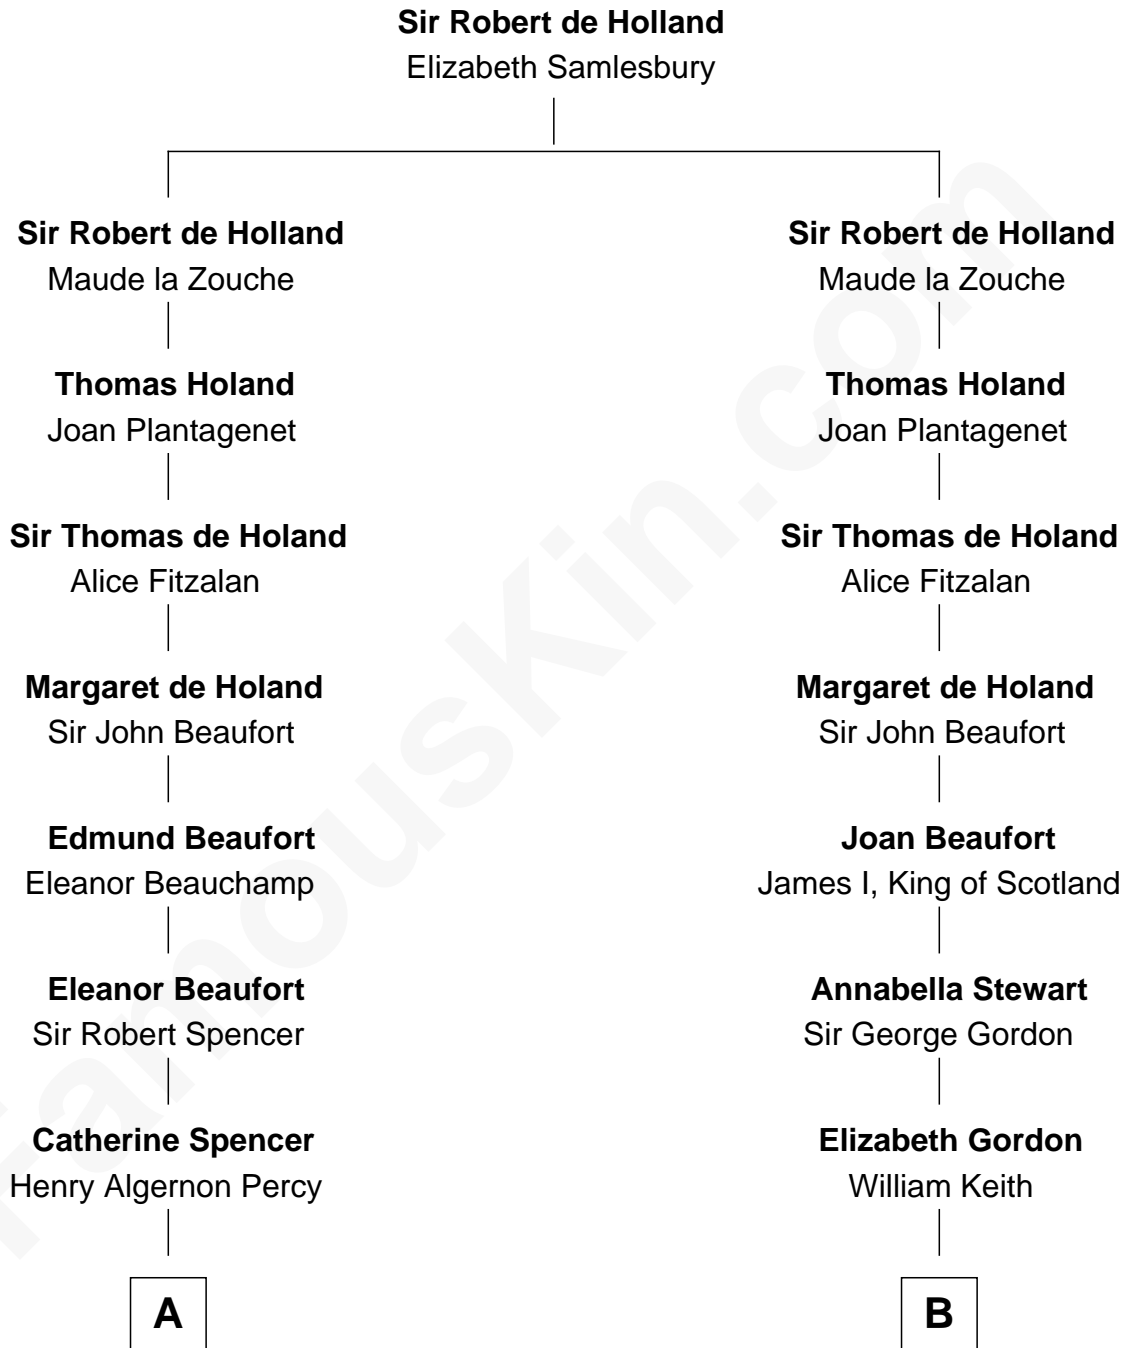 Sir Robert de Holland
Elizabeth Samlesbury
Sir Robert de Holland
Maude la Zouche
Thomas Holand
Joan Plantagenet
Sir Thomas de Holand
Alice Fitzalan
Margaret de Holand
Sir John Beaufort
Edmund Beaufort
Eleanor Beauchamp
Eleanor Beaufort
Sir Robert Spencer
Catherine Spencer
Henry Algernon Percy
A
Sir Robert de Holland
Maude la Zouche
Thomas Holand
Joan Plantagenet
Sir Thomas de Holand
Alice Fitzalan
Margaret de Holand
Sir John Beaufort
Joan Beaufort
James I, King of Scotland
Annabella Stewart
Sir George Gordon
Elizabeth Gordon
William Keith
B
FamousKin.com